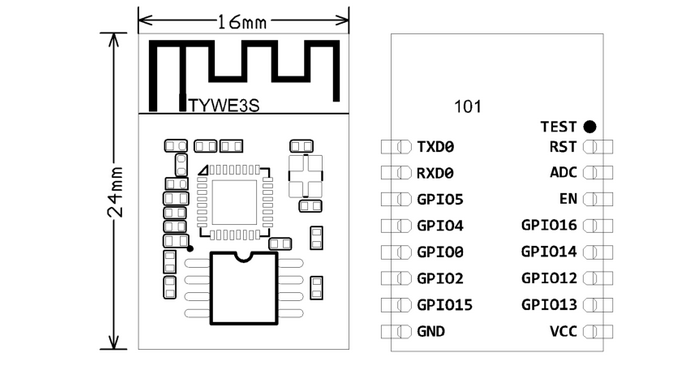 16mm
24mm
TYWE3S
101
TEST
TXD0 RST
RXD0 ADC
GPIO5 EN
GPIO4 GPIO16
GPIO0 GPIO14
GPIO2 GPIO12
GPIO15 GPIO13
GND VCC